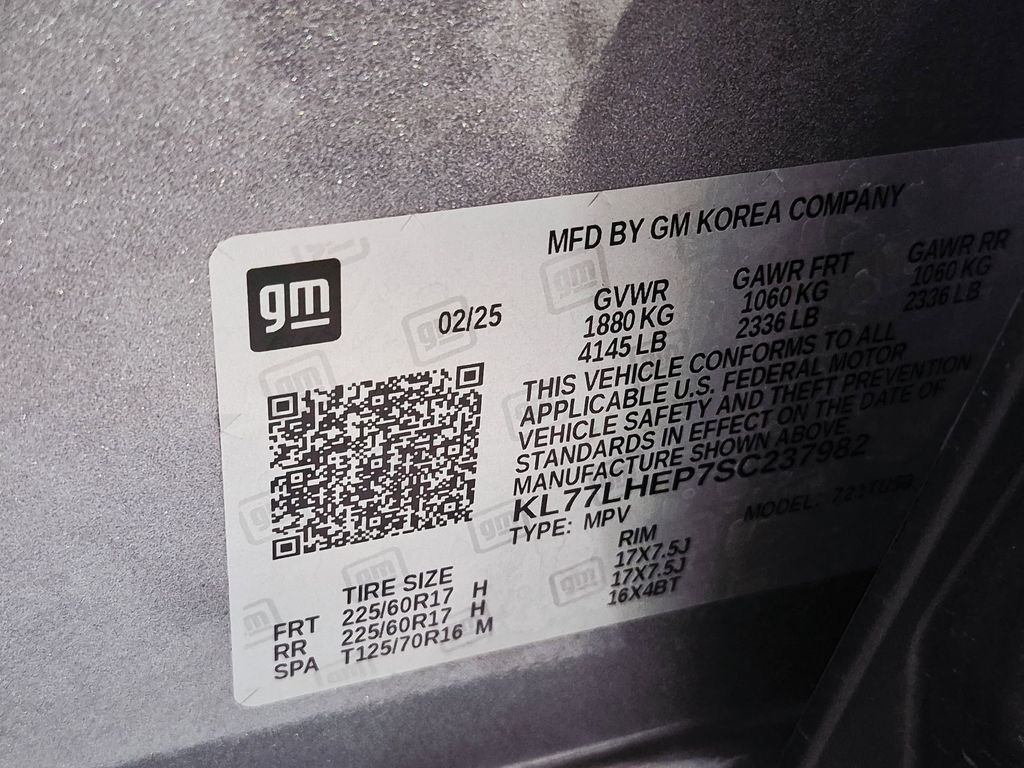 MFD BY GM KOREA COMPANY
gm
02/25
GVWR GAWR FRT GAWR RR
1880 KG 1060 KG 1060 KG
4145 LB 2336 LB 2336 LB
THIS VEHICLE CONFORMS TO ALL
APPLICABLE U.S. FEDERAL MOTOR
VEHICLE SAFETY AND THEFT PREVENTION
STANDARDS IN EFFECT ON THE DATE OF
MANUFACTURE SHOWN ABOVE.
KL77LHEP7SC237982
TYPE: MPV MODEL:
TIRE SIZE RIM
FRT 225/60R17 H 17X7.5J
RR 225/60R17 H 17X7.5J
SPA T125/70R16 M 16X4BT